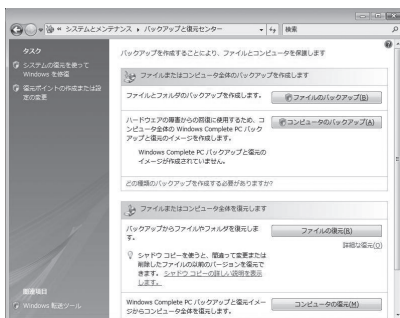 « システムとメンテナンス ▸ バックアップと復元センター
検索
タスク
システムの復元を使って
Windows を修復
復元ポイントの作成または設
定の変更
バックアップを作成することにより、ファイルとコンピュータを保護します
ファイルまたはコンピュータ全体のバックアップを作成します
ファイルとフォルダのバックアップを作成します。
ファイルのバックアップ(B)
ハードウェアの障害からの回復に使用するため、コ
ンピュータ全体の Windows Complete PC バック
アップと復元のイメージを作成します。
コンピュータのバックアップ(A)
Windows Complete PC バックアップと復元の
イメージが作成されていません。
どの種類のバックアップを作成する必要がありますか?
ファイルまたはコンピュータ全体を復元します
バックアップからファイルやフォルダを復元しま
す。
ファイルの復元(R)
詳細な復元(O)
シャドウ コピーを使うと、間違って変更または
削除したファイルの以前のバージョンを復元で
きます。 シャドウ コピーの詳しい説明を表示
します。
Windows Complete PC バックアップと復元イメー
ジからコンピュータ全体を復元します。
コンピュータの復元(M)
関連項目
Windows 転送ツール